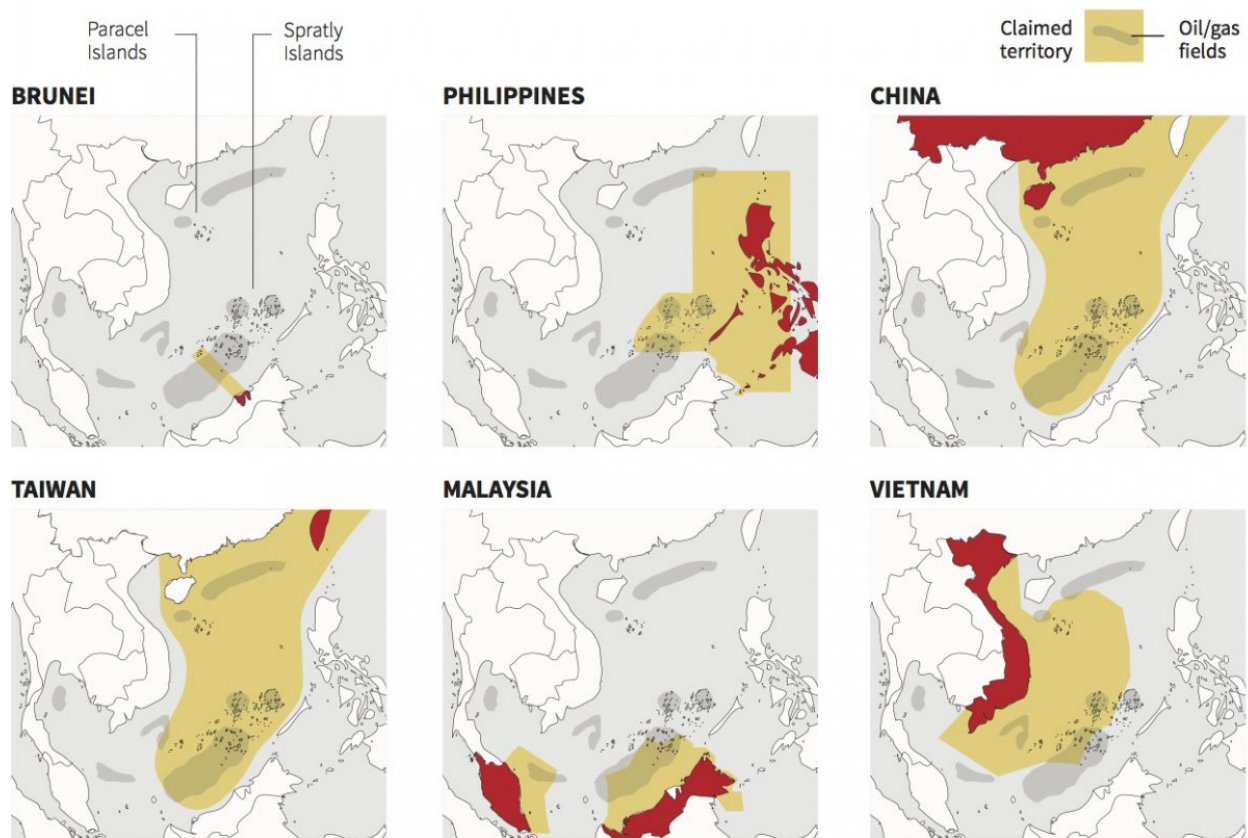 Paracel
Islands
Spratly
Islands
Claimed
territory
Oil/gas
fields
BRUNEI
PHILIPPINES
CHINA
TAIWAN
MALAYSIA
VIETNAM